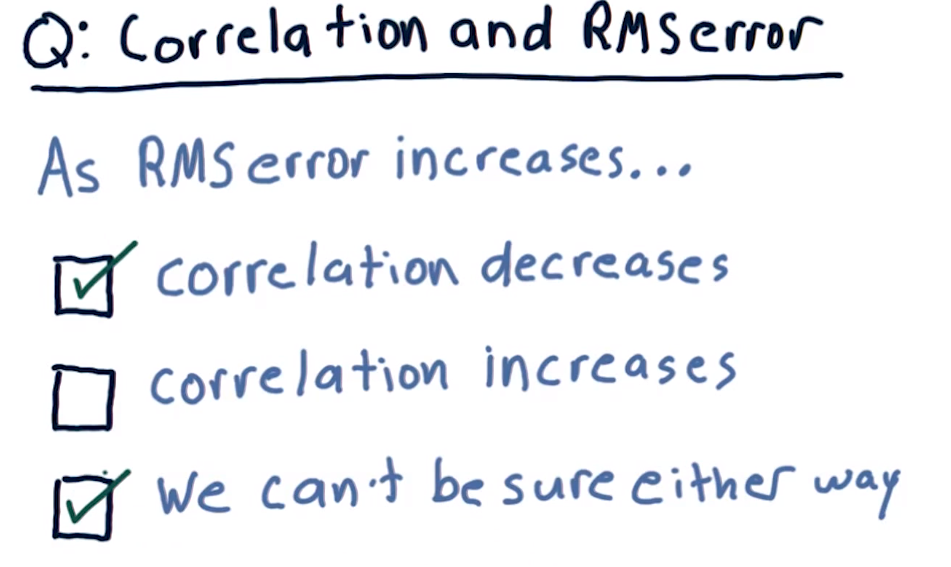 Q: Correlation and RMS error
As RMS error increases...
correlation decreases
correlation increases
We can't be sure either way